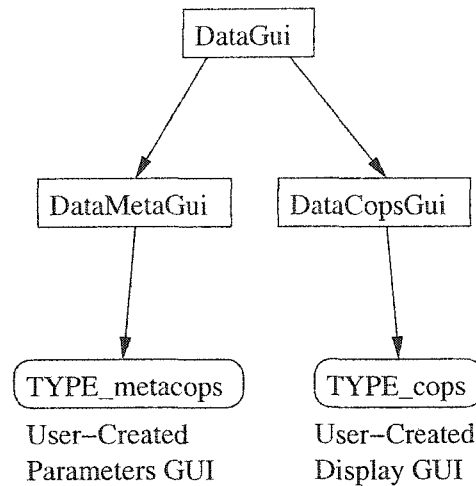 DataGui
DataMetaGui
DataCopsGui
TYPE_metacops
TYPE_cops
User-Created
Parameters GUI
User-Created
Display GUI